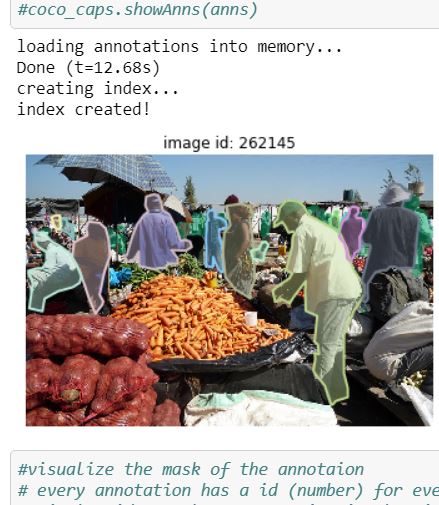 #coco_caps.showAnns(anns)
loading annotations into memory...
Done (t=12.68s)
creating index...
index created!
image id: 262145
#visualize the mask of the annotaion
# every annotation has a id (number) for eve